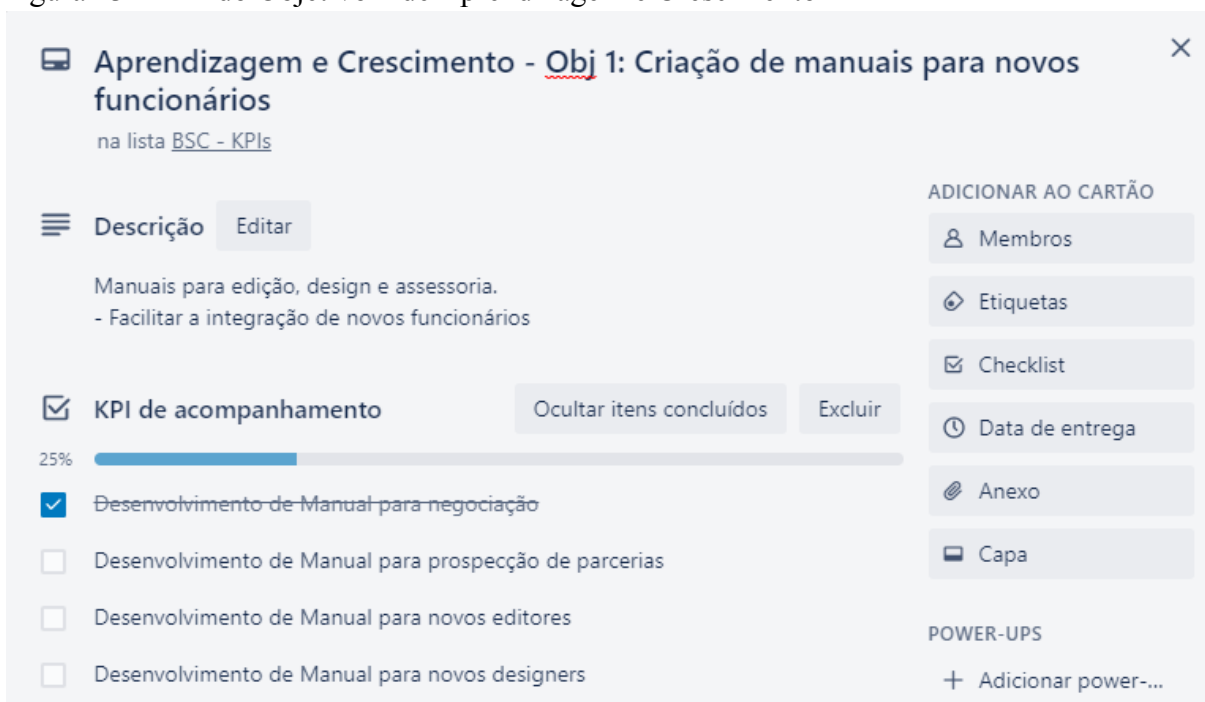 Aprendizagem e Crescimento - Obj 1: Criação de manuais para novos
funcionários
na lista BSC - KPIs
Descrição
Editar
Manuais para edição, design e assessoria.
- Facilitar a integração de novos funcionários
KPI de acompanhamento
Ocultar itens concluídos
Excluir
25%
Desenvolvimento de Manual para negociação
Desenvolvimento de Manual para prospecção de parcerias
Desenvolvimento de Manual para novos editores
Desenvolvimento de Manual para novos designers
ADICIONAR AO CARTÃO
Membros
Etiquetas
Checklist
Data de entrega
Anexo
Capa
POWER-UPS
Adicionar power-...